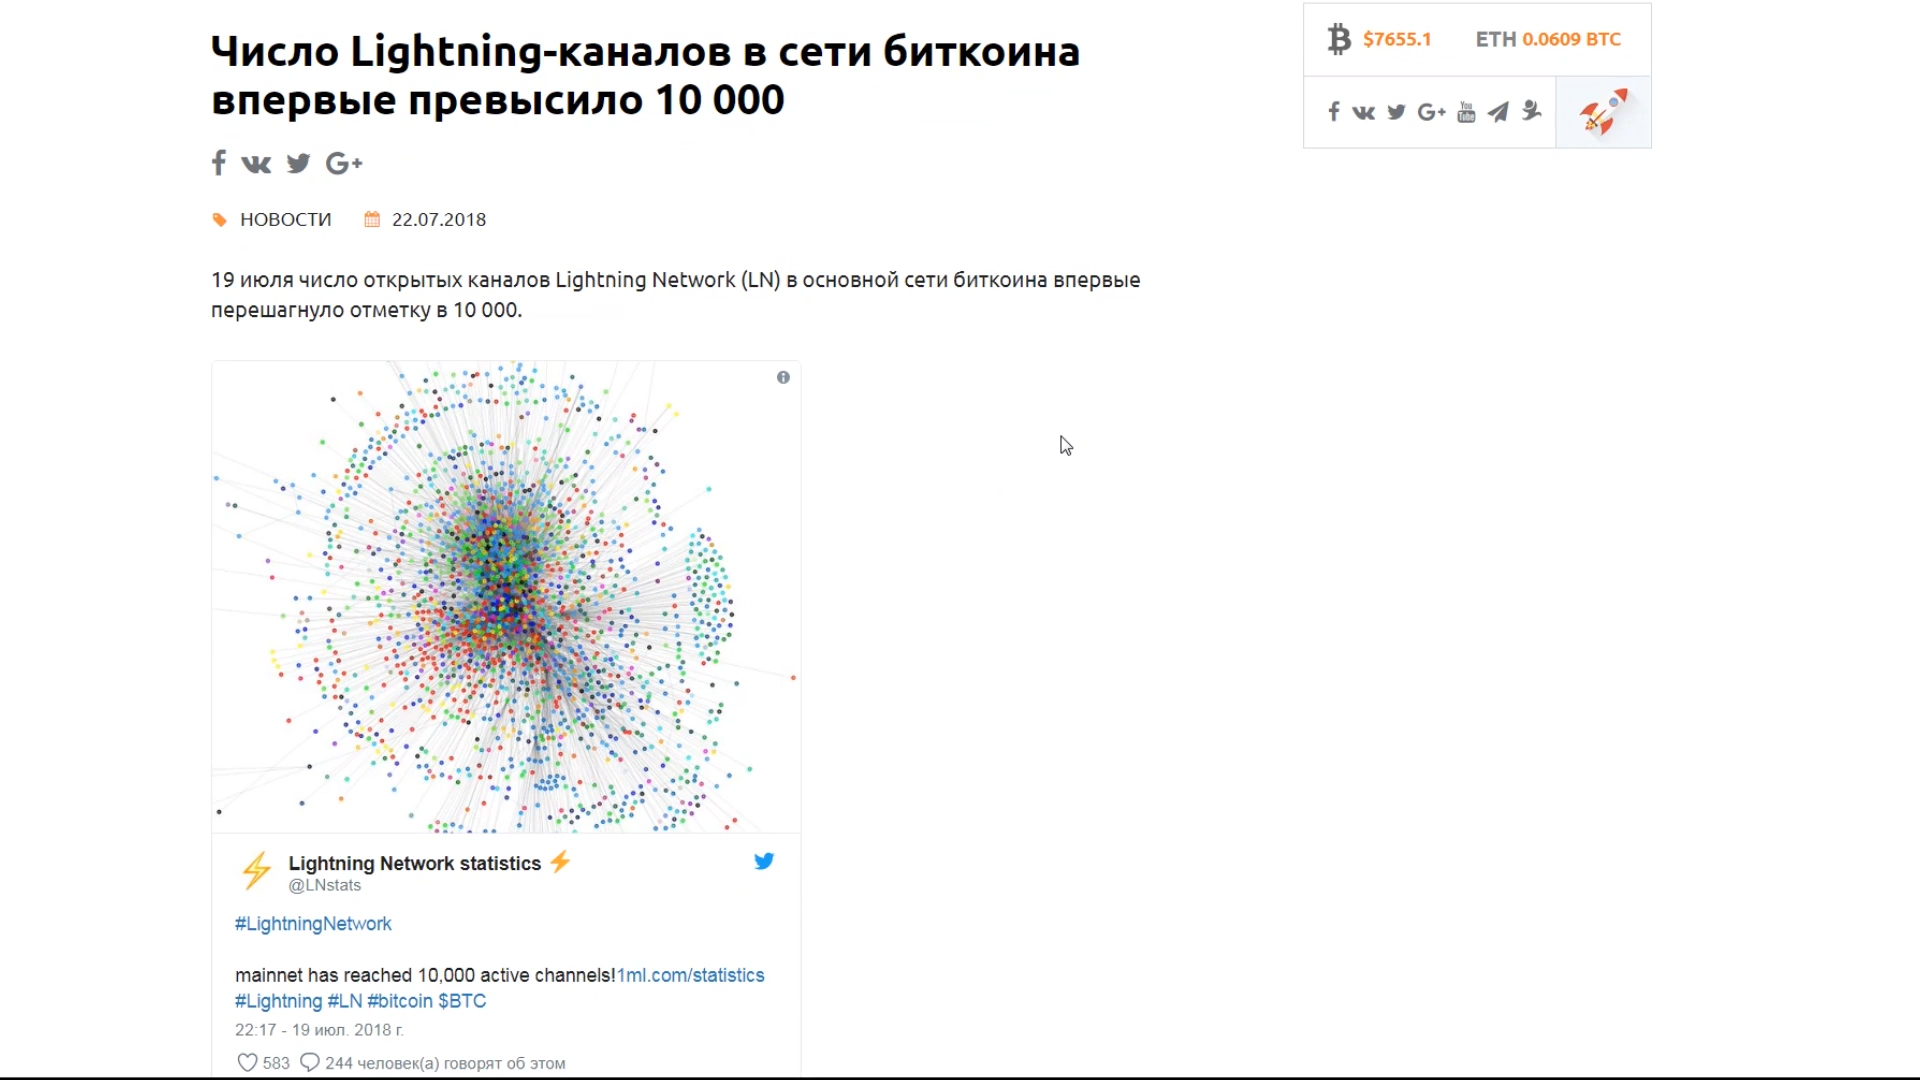 Число Lightning-каналов в сети биткоина
впервые превысило 10 000
НОВОСТИ 22.07.2018
19 июля число открытых каналов Lightning Network (LN) в основной сети биткоина впервые
перешагнуло отметку в 10 000.
Lightning Network statistics
@LNstats
#LightningNetwork
mainnet has reached 10,000 active channels!1ml.com/statistics
#Lightning #LN #bitcoin $BTC
22:17 - 19 июл. 2018 г.
583 244 человек(а) говорят об этом
$7655.1 ETH 0.0609 BTC
G+ You Tube